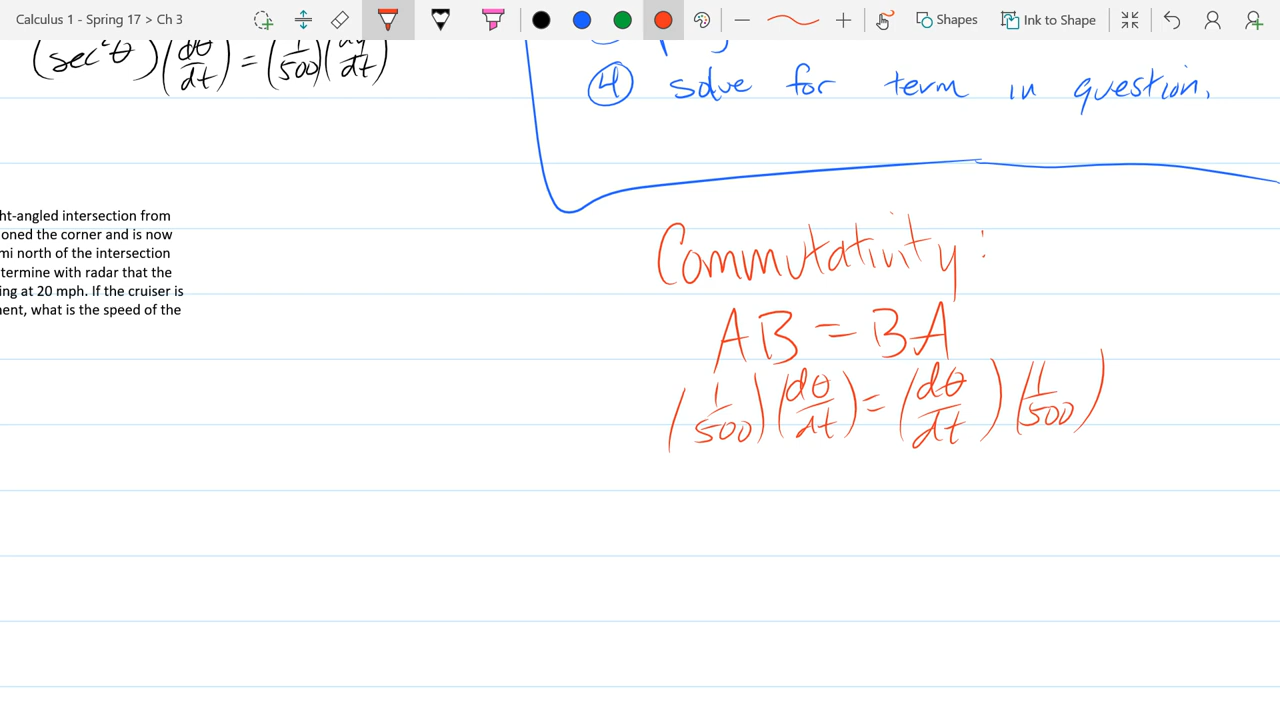 Calculus 1 - Spring 17 > Ch 3
Shapes
Ink to Shape
(sec²θ)(dθ/dt) = (1/500)(dy/dt)
④ solve for term in question.
ht-angled intersection from
oned the corner and is now
mi north of the intersection
termine with radar that the
ing at 20 mph. If the cruiser is
nent, what is the speed of the
Commutativity:
AB = BA
(1/500)(dθ/dt) = (dθ/dt)(1/500)